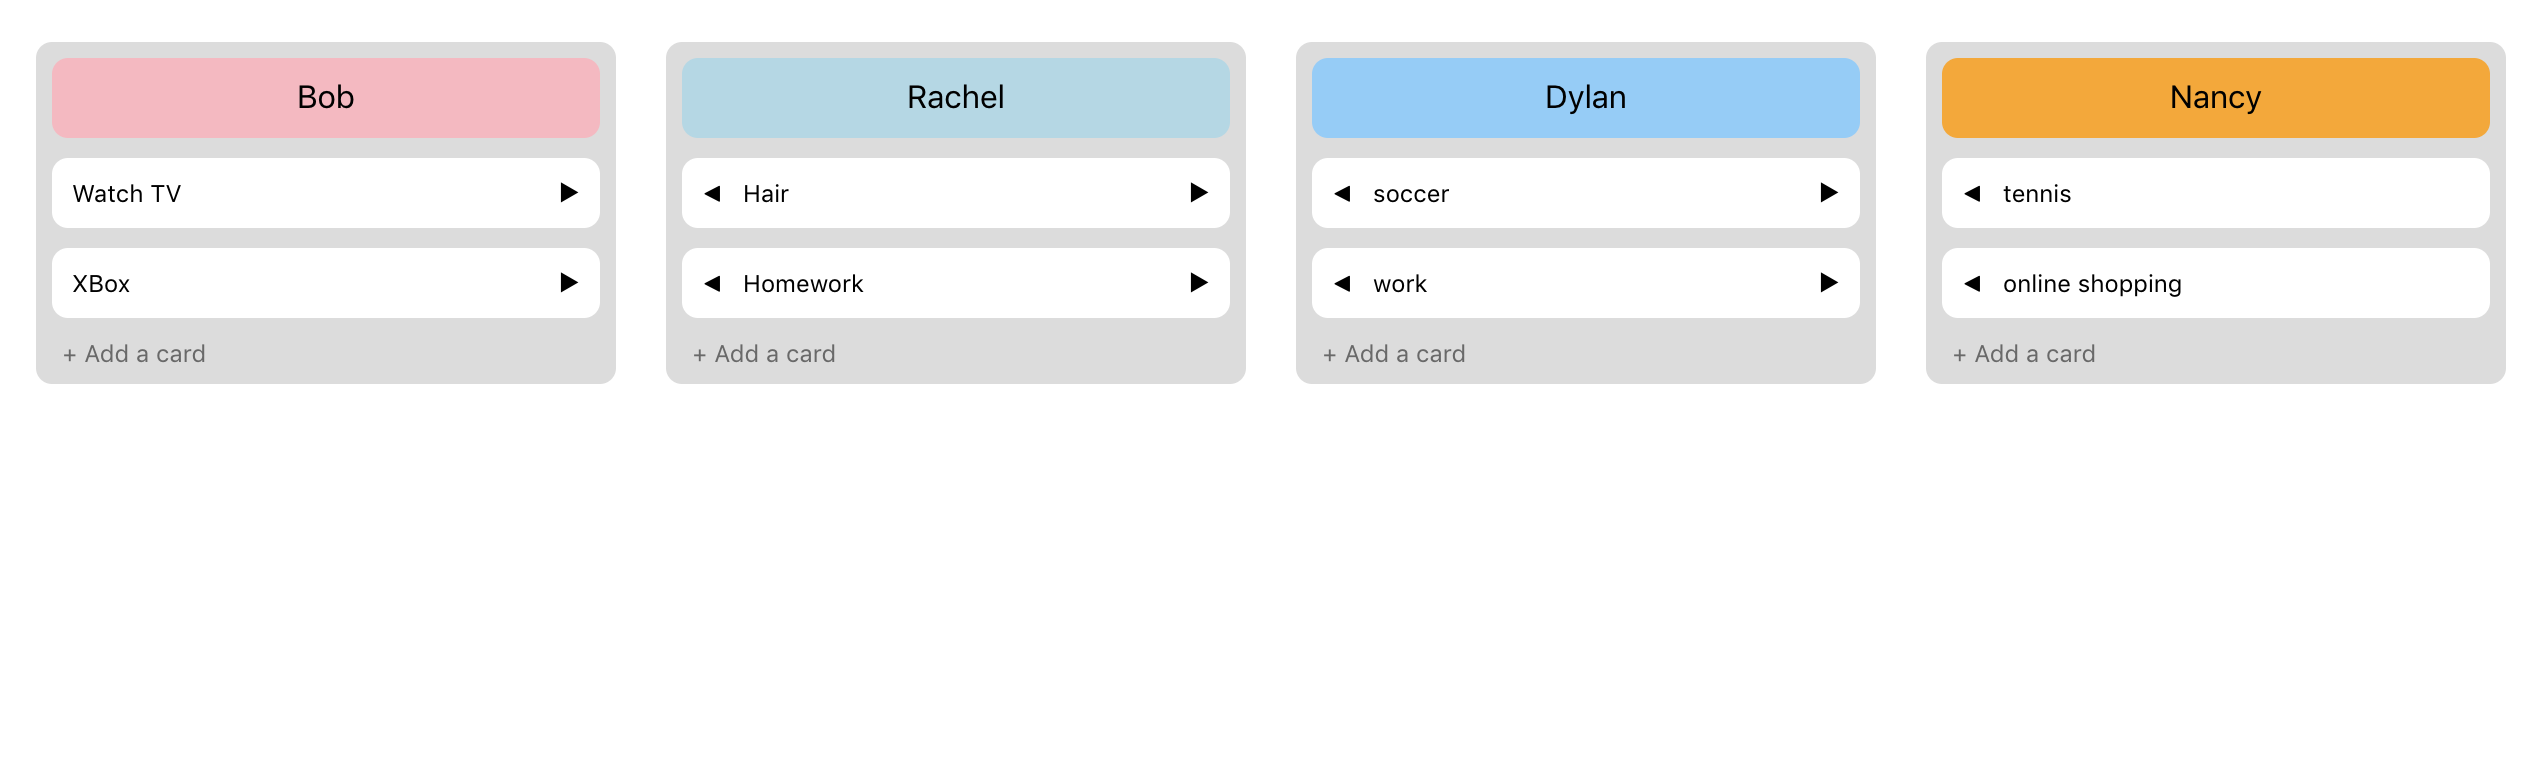 Bob
Watch TV
XBox
+ Add a card
Rachel
Hair
Homework
+ Add a card
Dylan
soccer
work
+ Add a card
Nancy
tennis
online shopping
+ Add a card